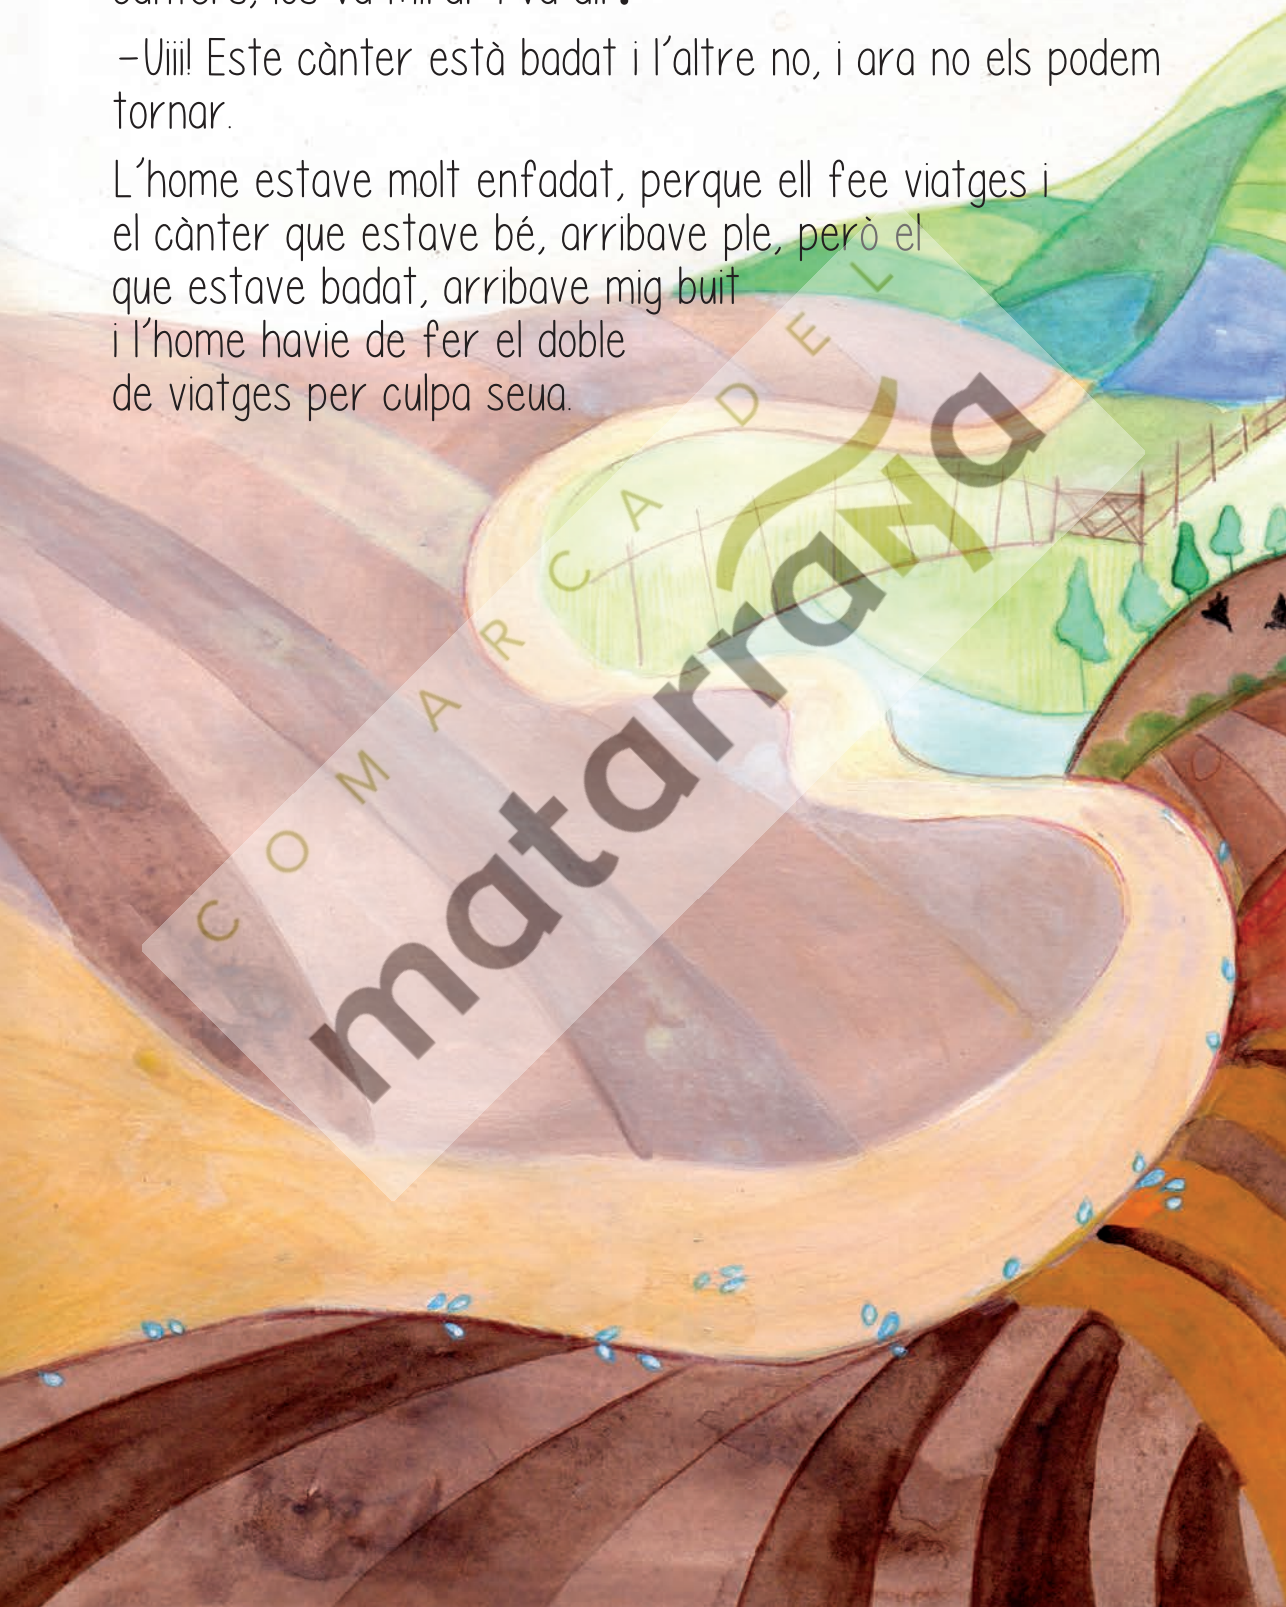 –Uiii! Este cànter està badat i l'altre no, i ara no els podem
tornar.
L'home estave molt enfadat, perque ell fee viatges i
el cànter que estave bé, arribave ple, però el
que estave badat, arribave mig buit
i l'home havie de fer el doble
de viatges per culpa seua.
COMARCA DEL
matarranya